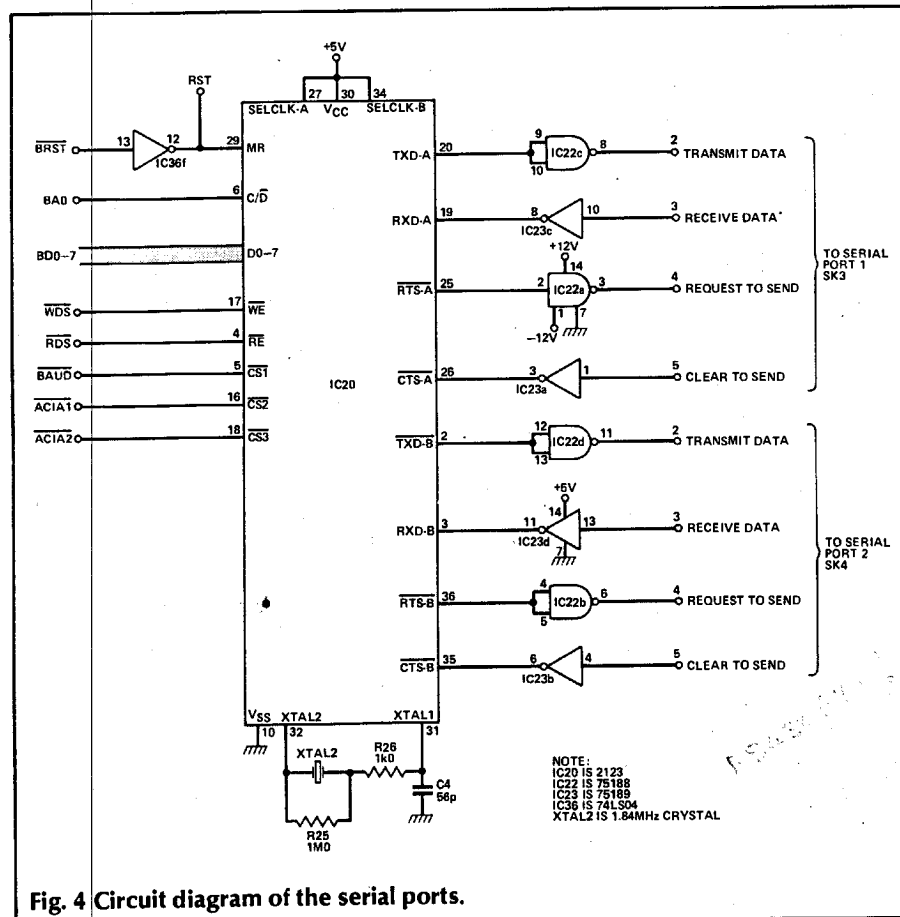 +5V
RST
27 30 34
SELCLK-A VCC SELCLK-B
BRST 13 12 29 MR
IC36f
BA0 6 C/D
BD0-7 D0-7
WDS 17 WE
RDS 4 RE
BAUD 5 CS1
ACIA1 16 CS2
ACIA2 18 CS3
IC20
TXD-A 20 9 10 IC22c 8 2 TRANSMIT DATA
RXD-A 19 8 IC23c 10 3 RECEIVE DATA
+12V
14
RTS-A 25 2 IC22a 3 4 REQUEST TO SEND
1 7
-12V
CTS-A 26 3 IC23a 1 5 CLEAR TO SEND
TO SERIAL
PORT 1
SK3
TXD-B 2 12 13 IC22d 11 2 TRANSMIT DATA
+5V
14
RXD-B 3 11 IC23d 13 3 RECEIVE DATA
7
RTS-B 36 4 5 IC22b 6 4 REQUEST TO SEND
CTS-B 35 6 IC23b 4 5 CLEAR TO SEND
TO SERIAL
PORT 2
SK4
VSS XTAL2 XTAL1
10 32 31
XTAL2
R26
1k0
C4
56p
R25
1M0
NOTE:
IC20 IS 2123
IC22 IS 75188
IC23 IS 75189
IC36 IS 74LS04
XTAL2 IS 1.84MHz CRYSTAL
Fig. 4 Circuit diagram of the serial ports.